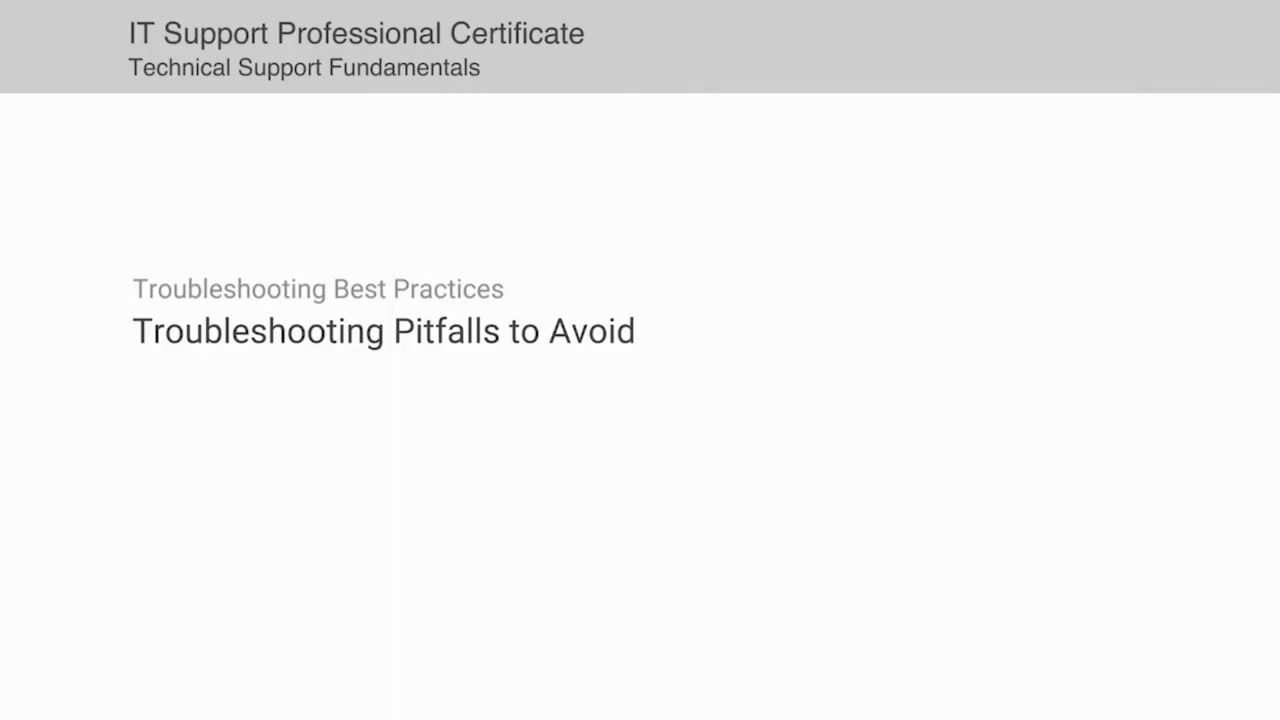 IT Support Professional Certificate
Technical Support Fundamentals
Troubleshooting Best Practices
Troubleshooting Pitfalls to Avoid